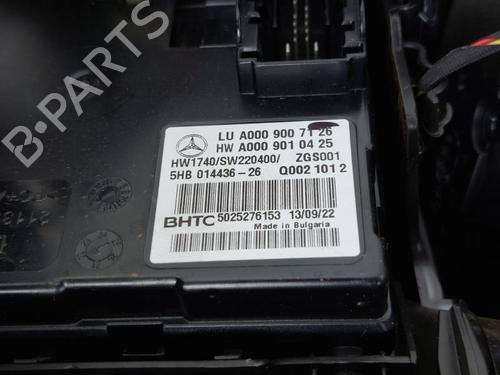 LU A000 900 71 26
HW A000 901 04 25
HW1740/SW220400/ ZGS001
5HB 014436-26 Q002 101 2
BHTC 5025276153 13/09/22
Made in Bulgaria
B-PARTS